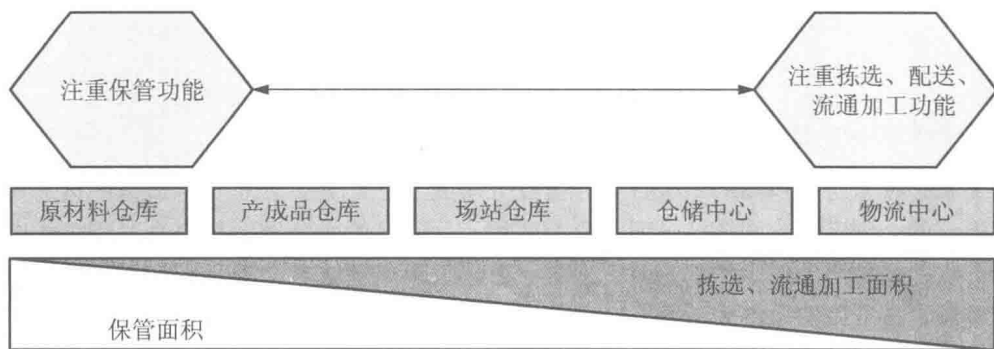 注重保管功能
注重拣选、配送、
流通加工功能
原材料仓库
产成品仓库
场站仓库
仓储中心
物流中心
拣选、流通加工面积
保管面积